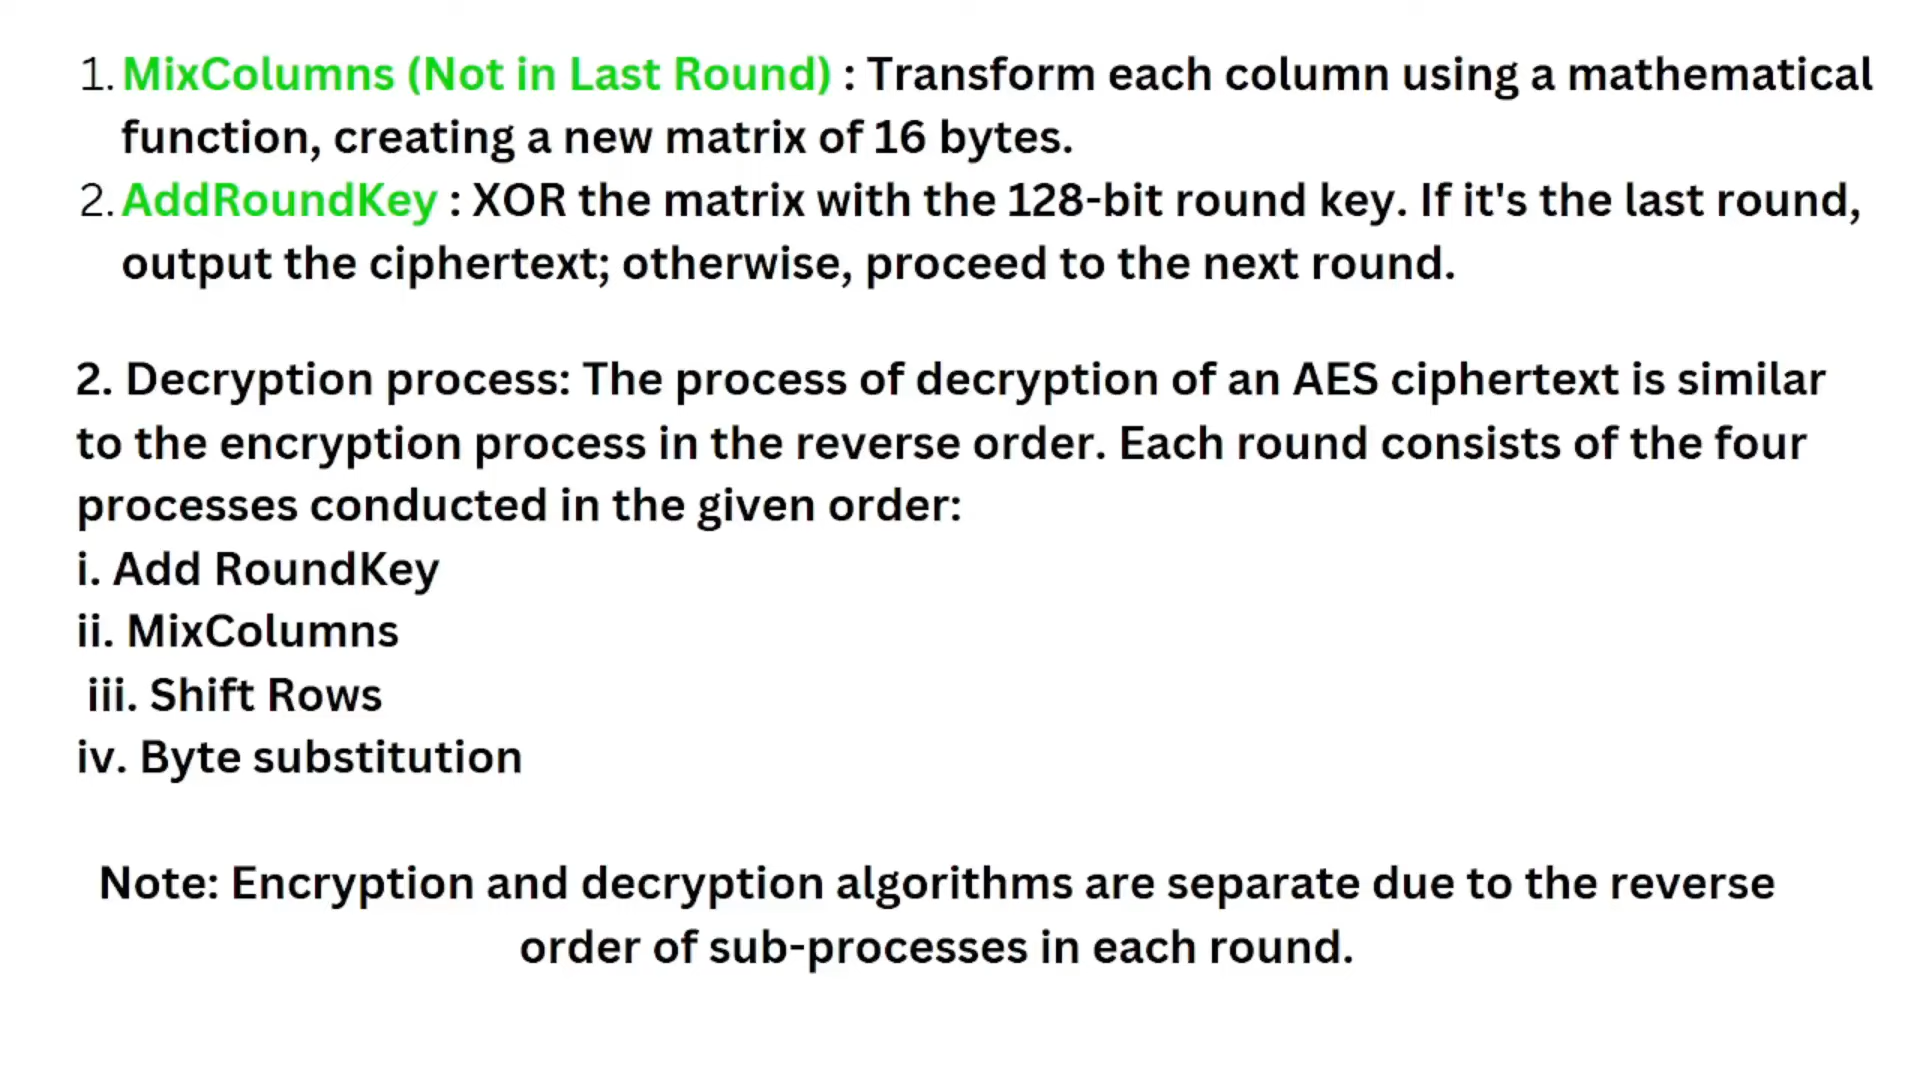 1. MixColumns (Not in Last Round) : Transform each column using a mathematical
function, creating a new matrix of 16 bytes.
2. AddRoundKey : XOR the matrix with the 128-bit round key. If it's the last round,
output the ciphertext; otherwise, proceed to the next round.
2. Decryption process: The process of decryption of an AES ciphertext is similar
to the encryption process in the reverse order. Each round consists of the four
processes conducted in the given order:
i. Add RoundKey
ii. MixColumns
iii. Shift Rows
iv. Byte substitution
Note: Encryption and decryption algorithms are separate due to the reverse
order of sub-processes in each round.